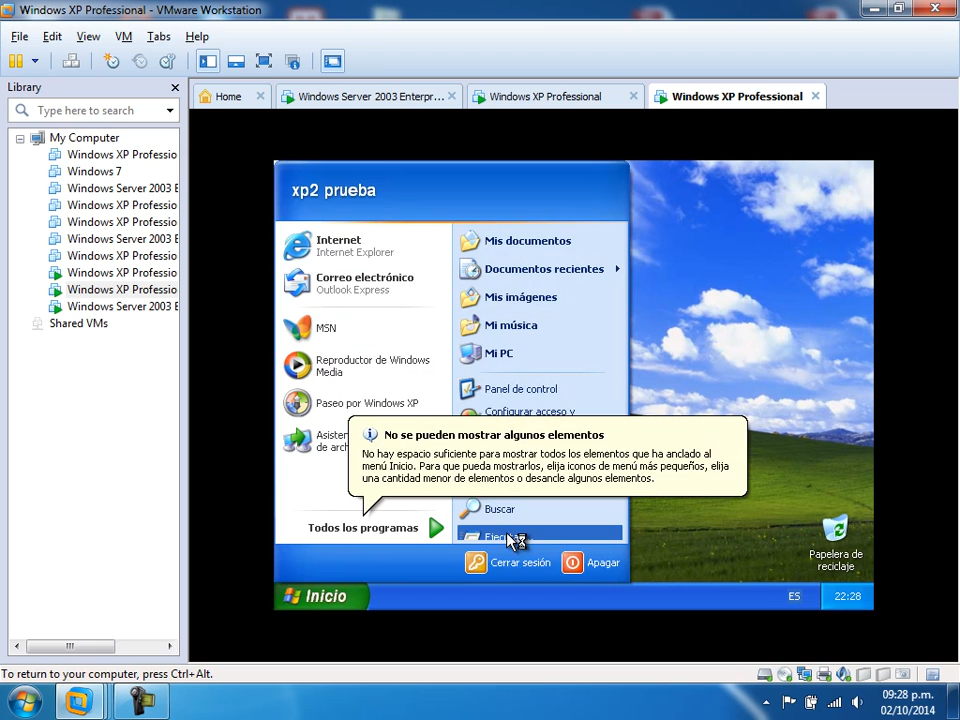 Windows XP Professional - VMware Workstation
File Edit View VM Tabs Help
Library
Type here to search
My Computer
Windows XP Professio
Windows 7
Windows Server 2003 E
Windows XP Professio
Windows XP Professio
Windows Server 2003 E
Windows XP Professio
Windows XP Professio
Windows XP Professio
Windows Server 2003 E
Shared VMs
Home
Windows Server 2003 Enterpr...
Windows XP Professional
Windows XP Professional
xp2 prueba
Internet
Internet Explorer
Correo electrónico
Outlook Express
MSN
Reproductor de Windows
Media
Paseo por Windows XP
Asisten
de arch
Todos los programas
Mis documentos
Documentos recientes
Mis imágenes
Mi música
Mi PC
Panel de control
Configurar acceso y
No se pueden mostrar algunos elementos
No hay espacio suficiente para mostrar todos los elementos que ha anclado al
menú Inicio. Para que pueda mostrarlos, elija iconos de menú más pequeños, elija
una cantidad menor de elementos o desancle algunos elementos.
Buscar
Cerrar sesión
Apagar
Papelera de
reciclaje
Inicio
ES
22:28
To return to your computer, press Ctrl+Alt.
09:28 p.m.
02/10/2014